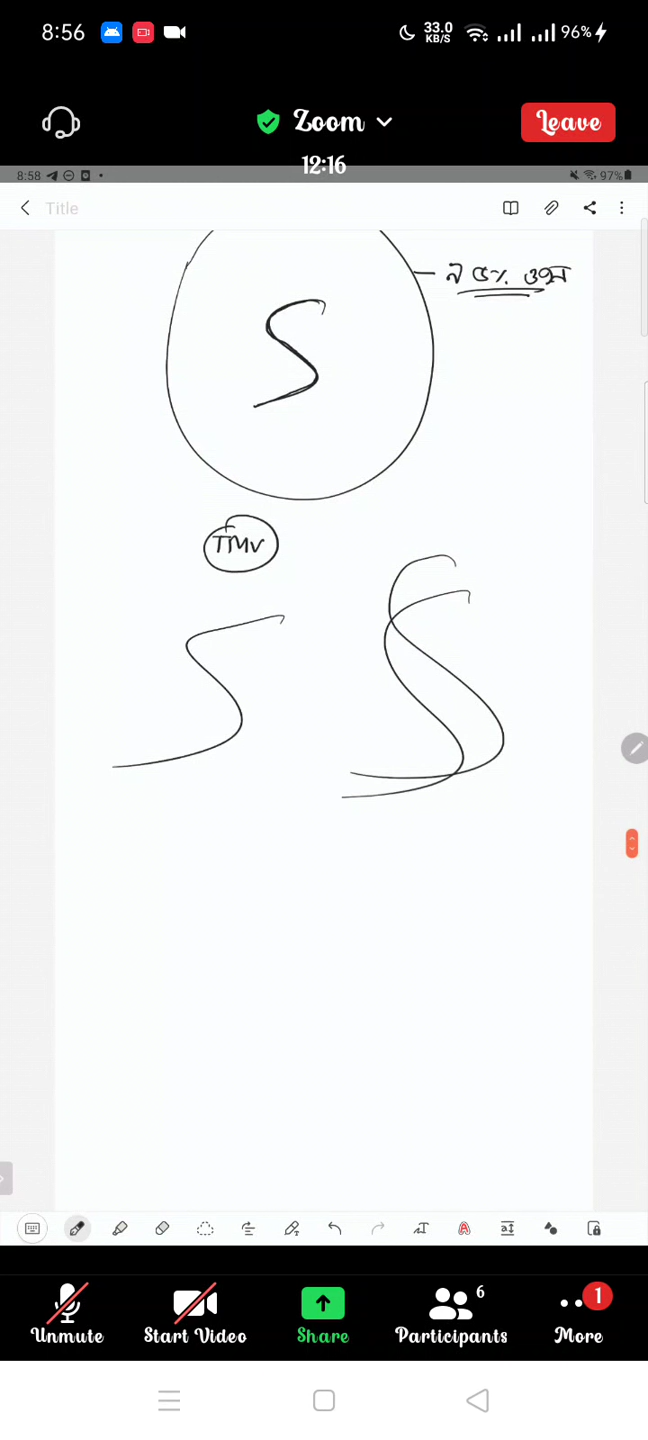 8:56 33.0 KB/S 96%
Zoom Leave
12:16
8:58 97%
Title
৯৫% ওজন
TMV
S
Unmute Start Video Share Participants 6 More 1